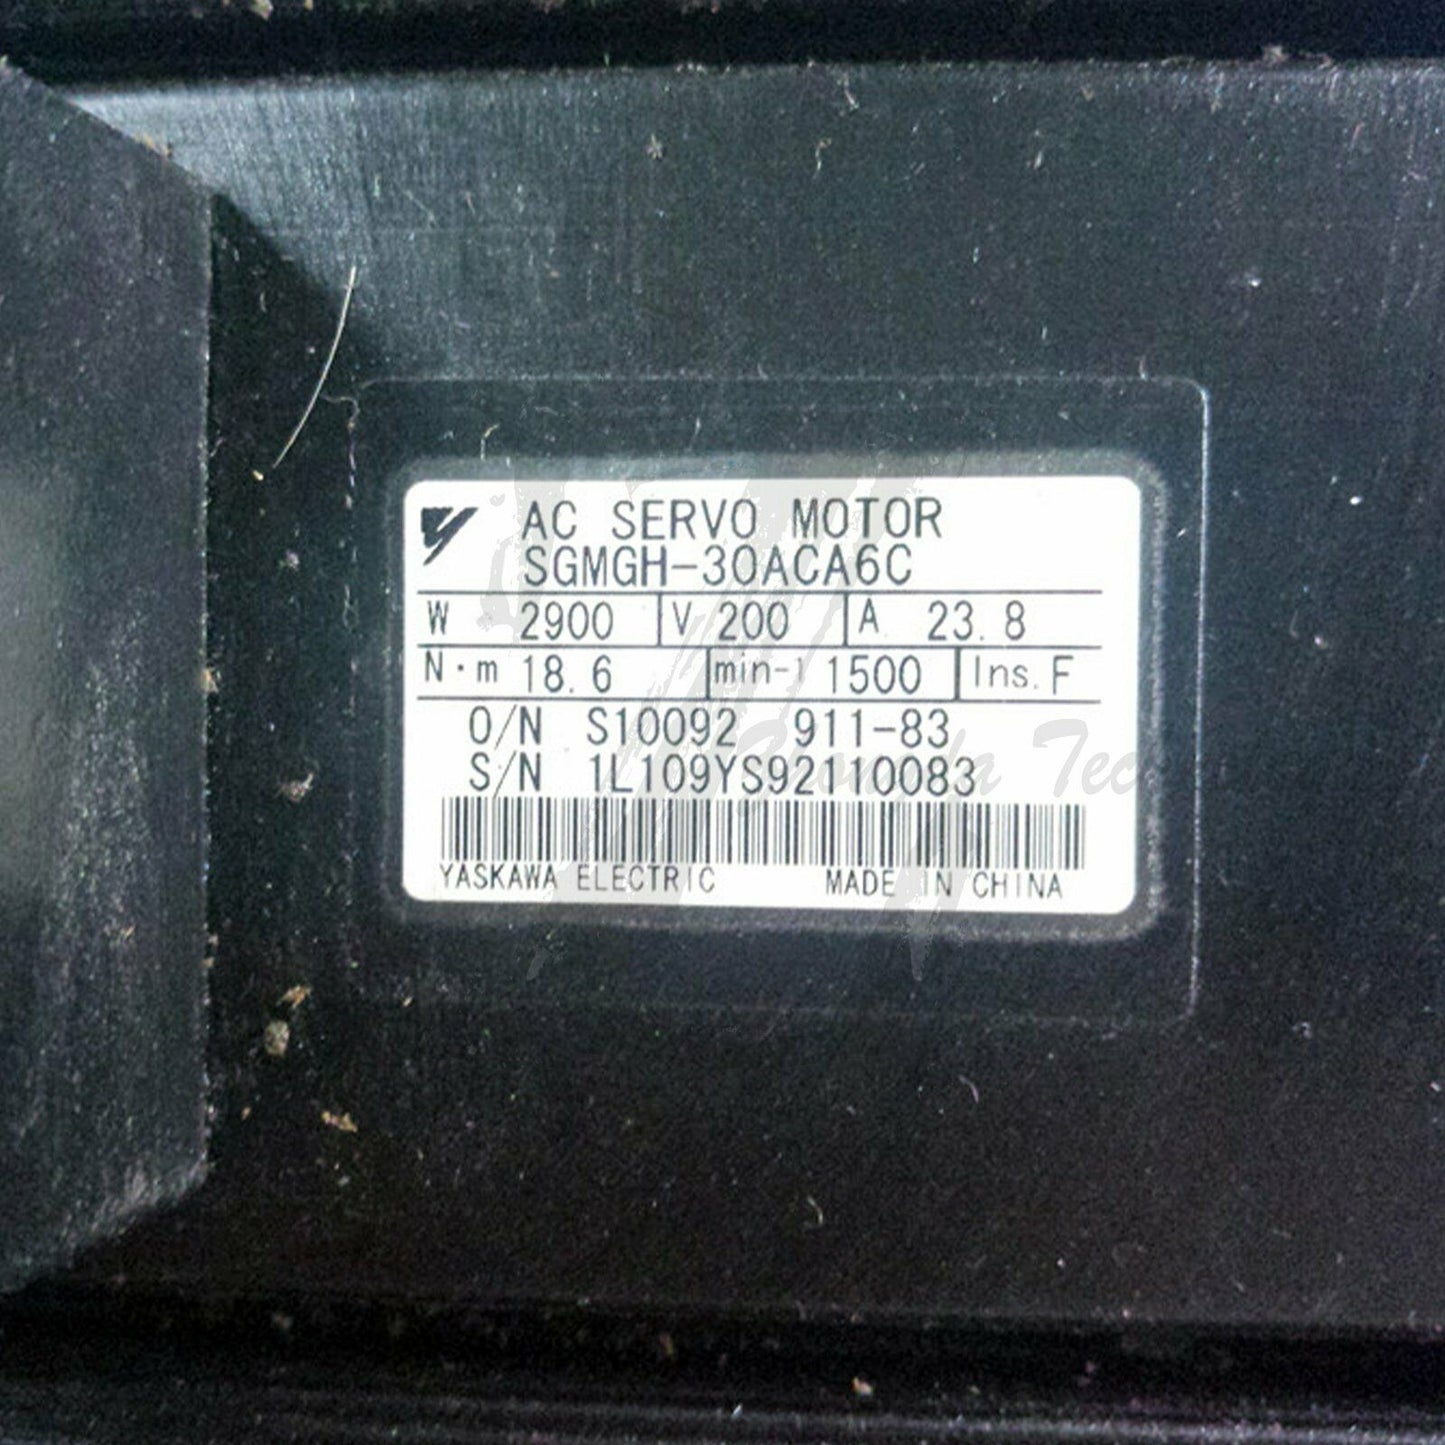 AC SERVO MOTOR
SGMGH-30ACA6C
W 2900 V 200 A 23.8
N·m 18.6 min-1 1500 Ins. F
O/N S10092 911-83
S/N 1L109YS92110083
YASKAWA ELECTRIC MADE IN CHINA